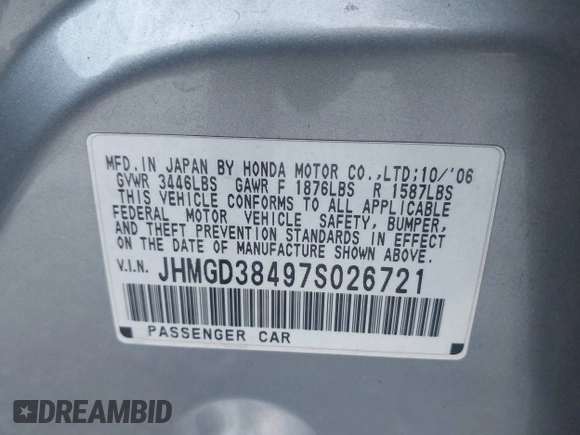 MFD.IN JAPAN BY HONDA MOTOR CO.,LTD;10/'06
GVWR 3446LBS GAWR F 1876LBS R 1587LBS
THIS VEHICLE CONFORMS TO ALL APPLICABLE
FEDERAL MOTOR VEHICLE SAFETY, BUMPER,
AND THEFT PREVENTION STANDARDS IN EFFECT
ON THE DATE OF MANUFACTURE SHOWN ABOVE.
V.I.N. JHMGD38497S026721
PASSENGER CAR
DREAMBID